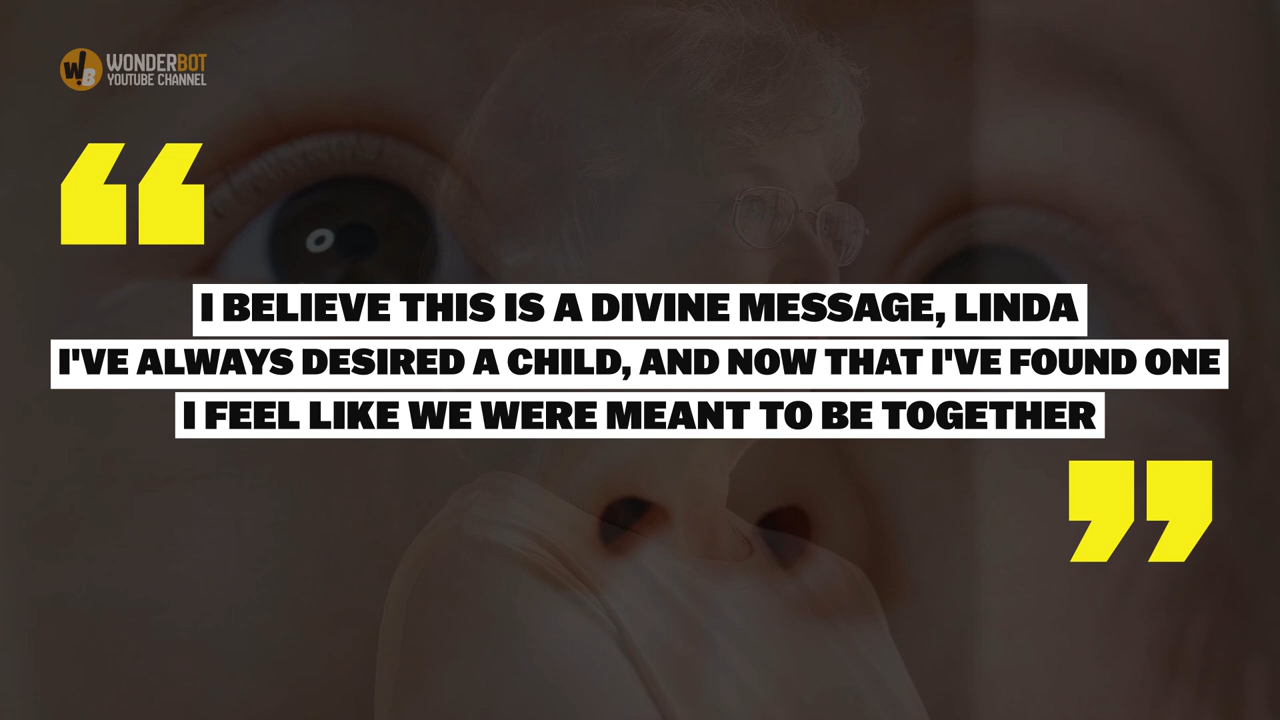 WONDERBOT
YOUTUBE CHANNEL
“
I BELIEVE THIS IS A DIVINE MESSAGE, LINDA
I'VE ALWAYS DESIRED A CHILD, AND NOW THAT I'VE FOUND ONE
I FEEL LIKE WE WERE MEANT TO BE TOGETHER
”